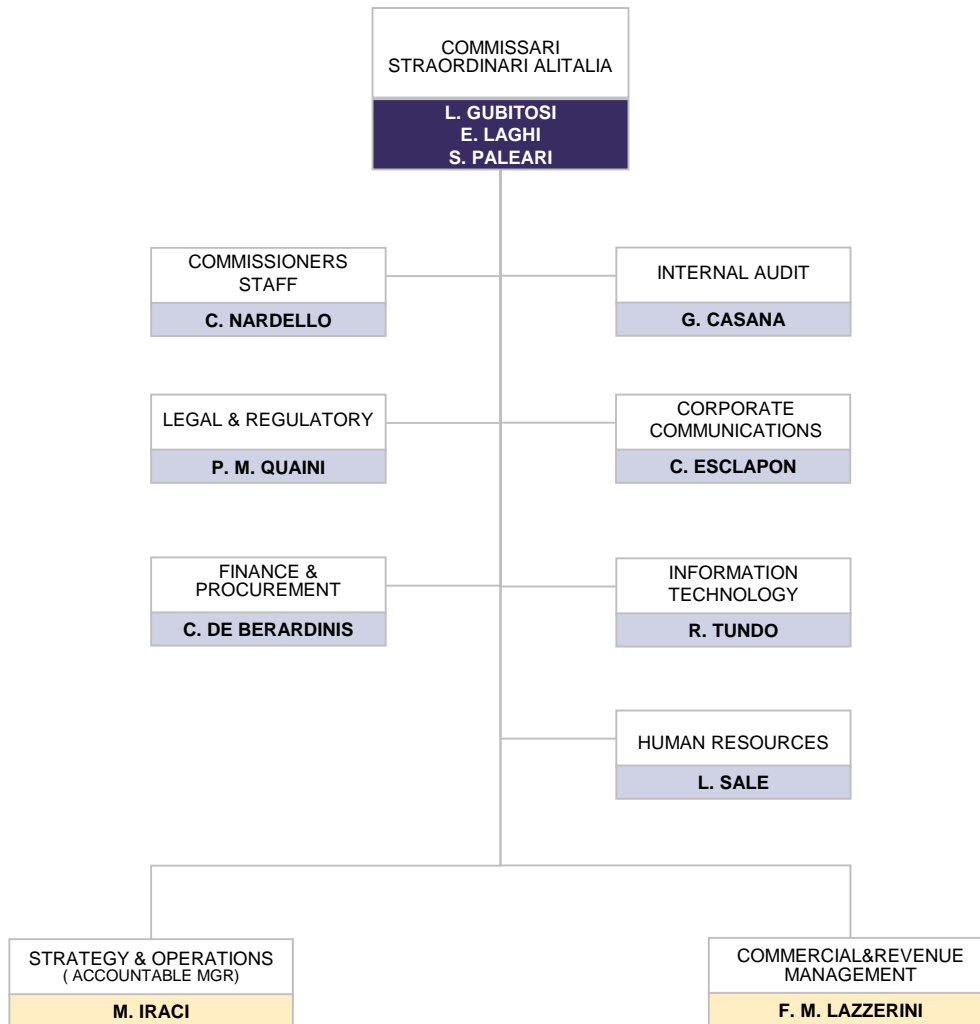 COMMISSARI
STRAORDINARI ALITALIA
L. GUBITOSI
E. LAGHI
S. PALEARI
COMMISSIONERS
STAFF
C. NARDELLO
INTERNAL AUDIT
G. CASANA
LEGAL & REGULATORY
P. M. QUAINI
CORPORATE
COMMUNICATIONS
C. ESCLAPON
FINANCE &
PROCUREMENT
C. DE BERARDINIS
INFORMATION
TECHNOLOGY
R. TUNDO
HUMAN RESOURCES
L. SALE
STRATEGY & OPERATIONS
( ACCOUNTABLE MGR)
M. IRACI
COMMERCIAL&REVENUE
MANAGEMENT
F. M. LAZZERINI